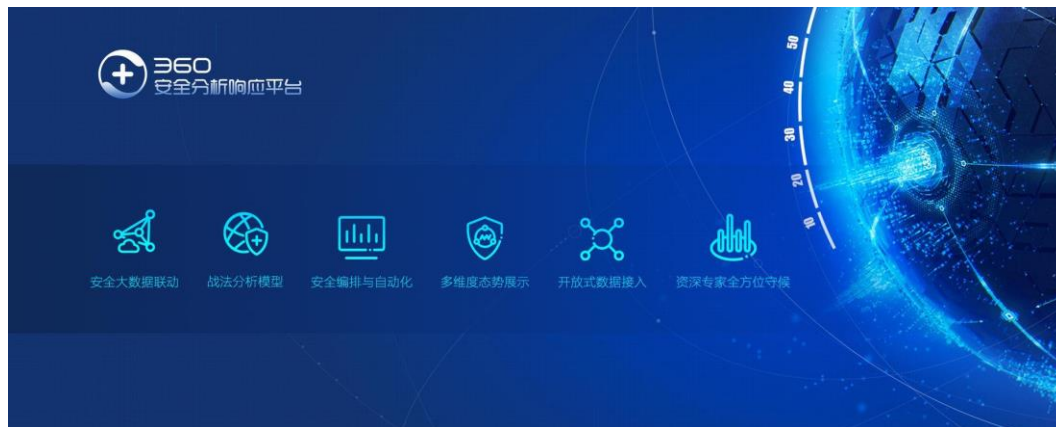 360
安全分析响应平台
50
40
30
20
10
安全大数据联动
战法分析模型
安全编排与自动化
多维度态势展示
开放式数据接入
资深专家全方位守候